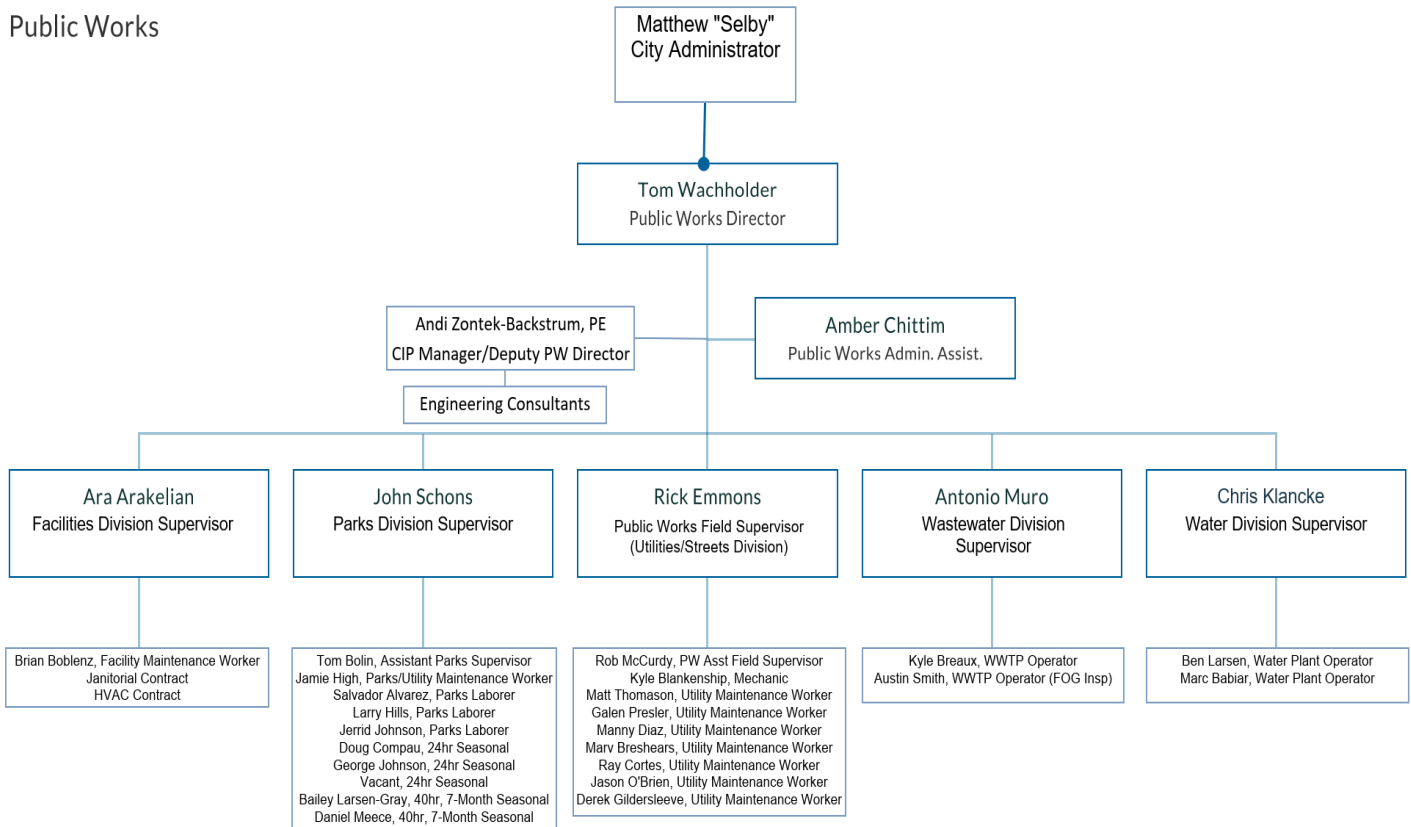 Public Works
Matthew "Selby"
City Administrator
Tom Wachholder
Public Works Director
Andi Zontek-Backstrum, PE
CIP Manager/Deputy PW Director
Amber Chittim
Public Works Admin. Assist.
Engineering Consultants
Ara Arakelian
Facilities Division Supervisor
John Schons
Parks Division Supervisor
Rick Emmons
Public Works Field Supervisor
(Utilities/Streets Division)
Antonio Muro
Wastewater Division
Supervisor
Chris Klancke
Water Division Supervisor
Brian Boblenz, Facility Maintenance Worker
Janitorial Contract
HVAC Contract
Tom Bolin, Assistant Parks Supervisor
Jamie High, Parks/Utility Maintenance Worker
Salvador Alvarez, Parks Laborer
Larry Hills, Parks Laborer
Jerrid Johnson, Parks Laborer
Doug Compau, 24hr Seasonal
George Johnson, 24hr Seasonal
Vacant, 24hr Seasonal
Bailey Larsen-Gray, 40hr, 7-Month Seasonal
Daniel Meece, 40hr, 7-Month Seasonal
Rob McCurdy, PW Asst Field Supervisor
Kyle Blankenship, Mechanic
Matt Thomason, Utility Maintenance Worker
Galen Presler, Utility Maintenance Worker
Manny Diaz, Utility Maintenance Worker
Marv Breshears, Utility Maintenance Worker
Ray Cortes, Utility Maintenance Worker
Jason O'Brien, Utility Maintenance Worker
Derek Gildersleeve, Utility Maintenance Worker
Kyle Breaux, WWTP Operator
Austin Smith, WWTP Operator (FOG Insp)
Ben Larsen, Water Plant Operator
Marc Babiar, Water Plant Operator